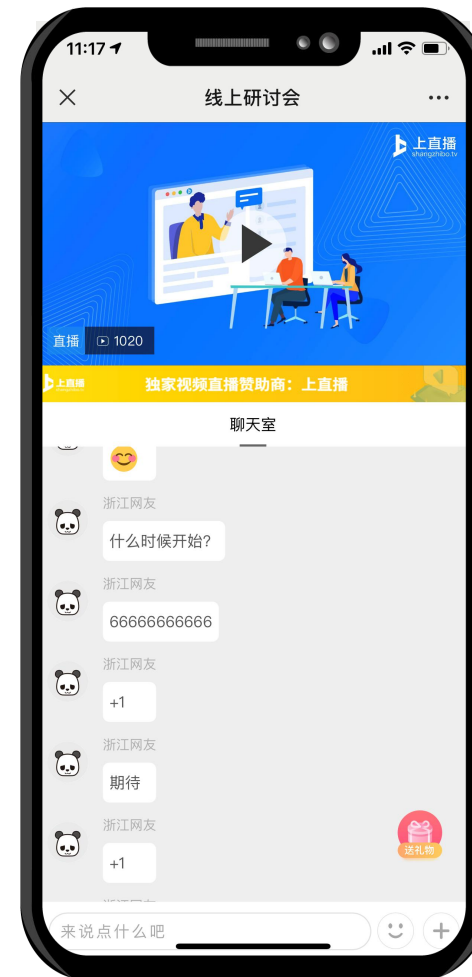 11:17
线上研讨会
上直播
shangzhibo.tv
直播
1020
上直播
独家视频直播赞助商：上直播
聊天室
浙江网友
什么时候开始?
浙江网友
66666666666
浙江网友
+1
浙江网友
期待
浙江网友
+1
送礼物
来说点什么吧